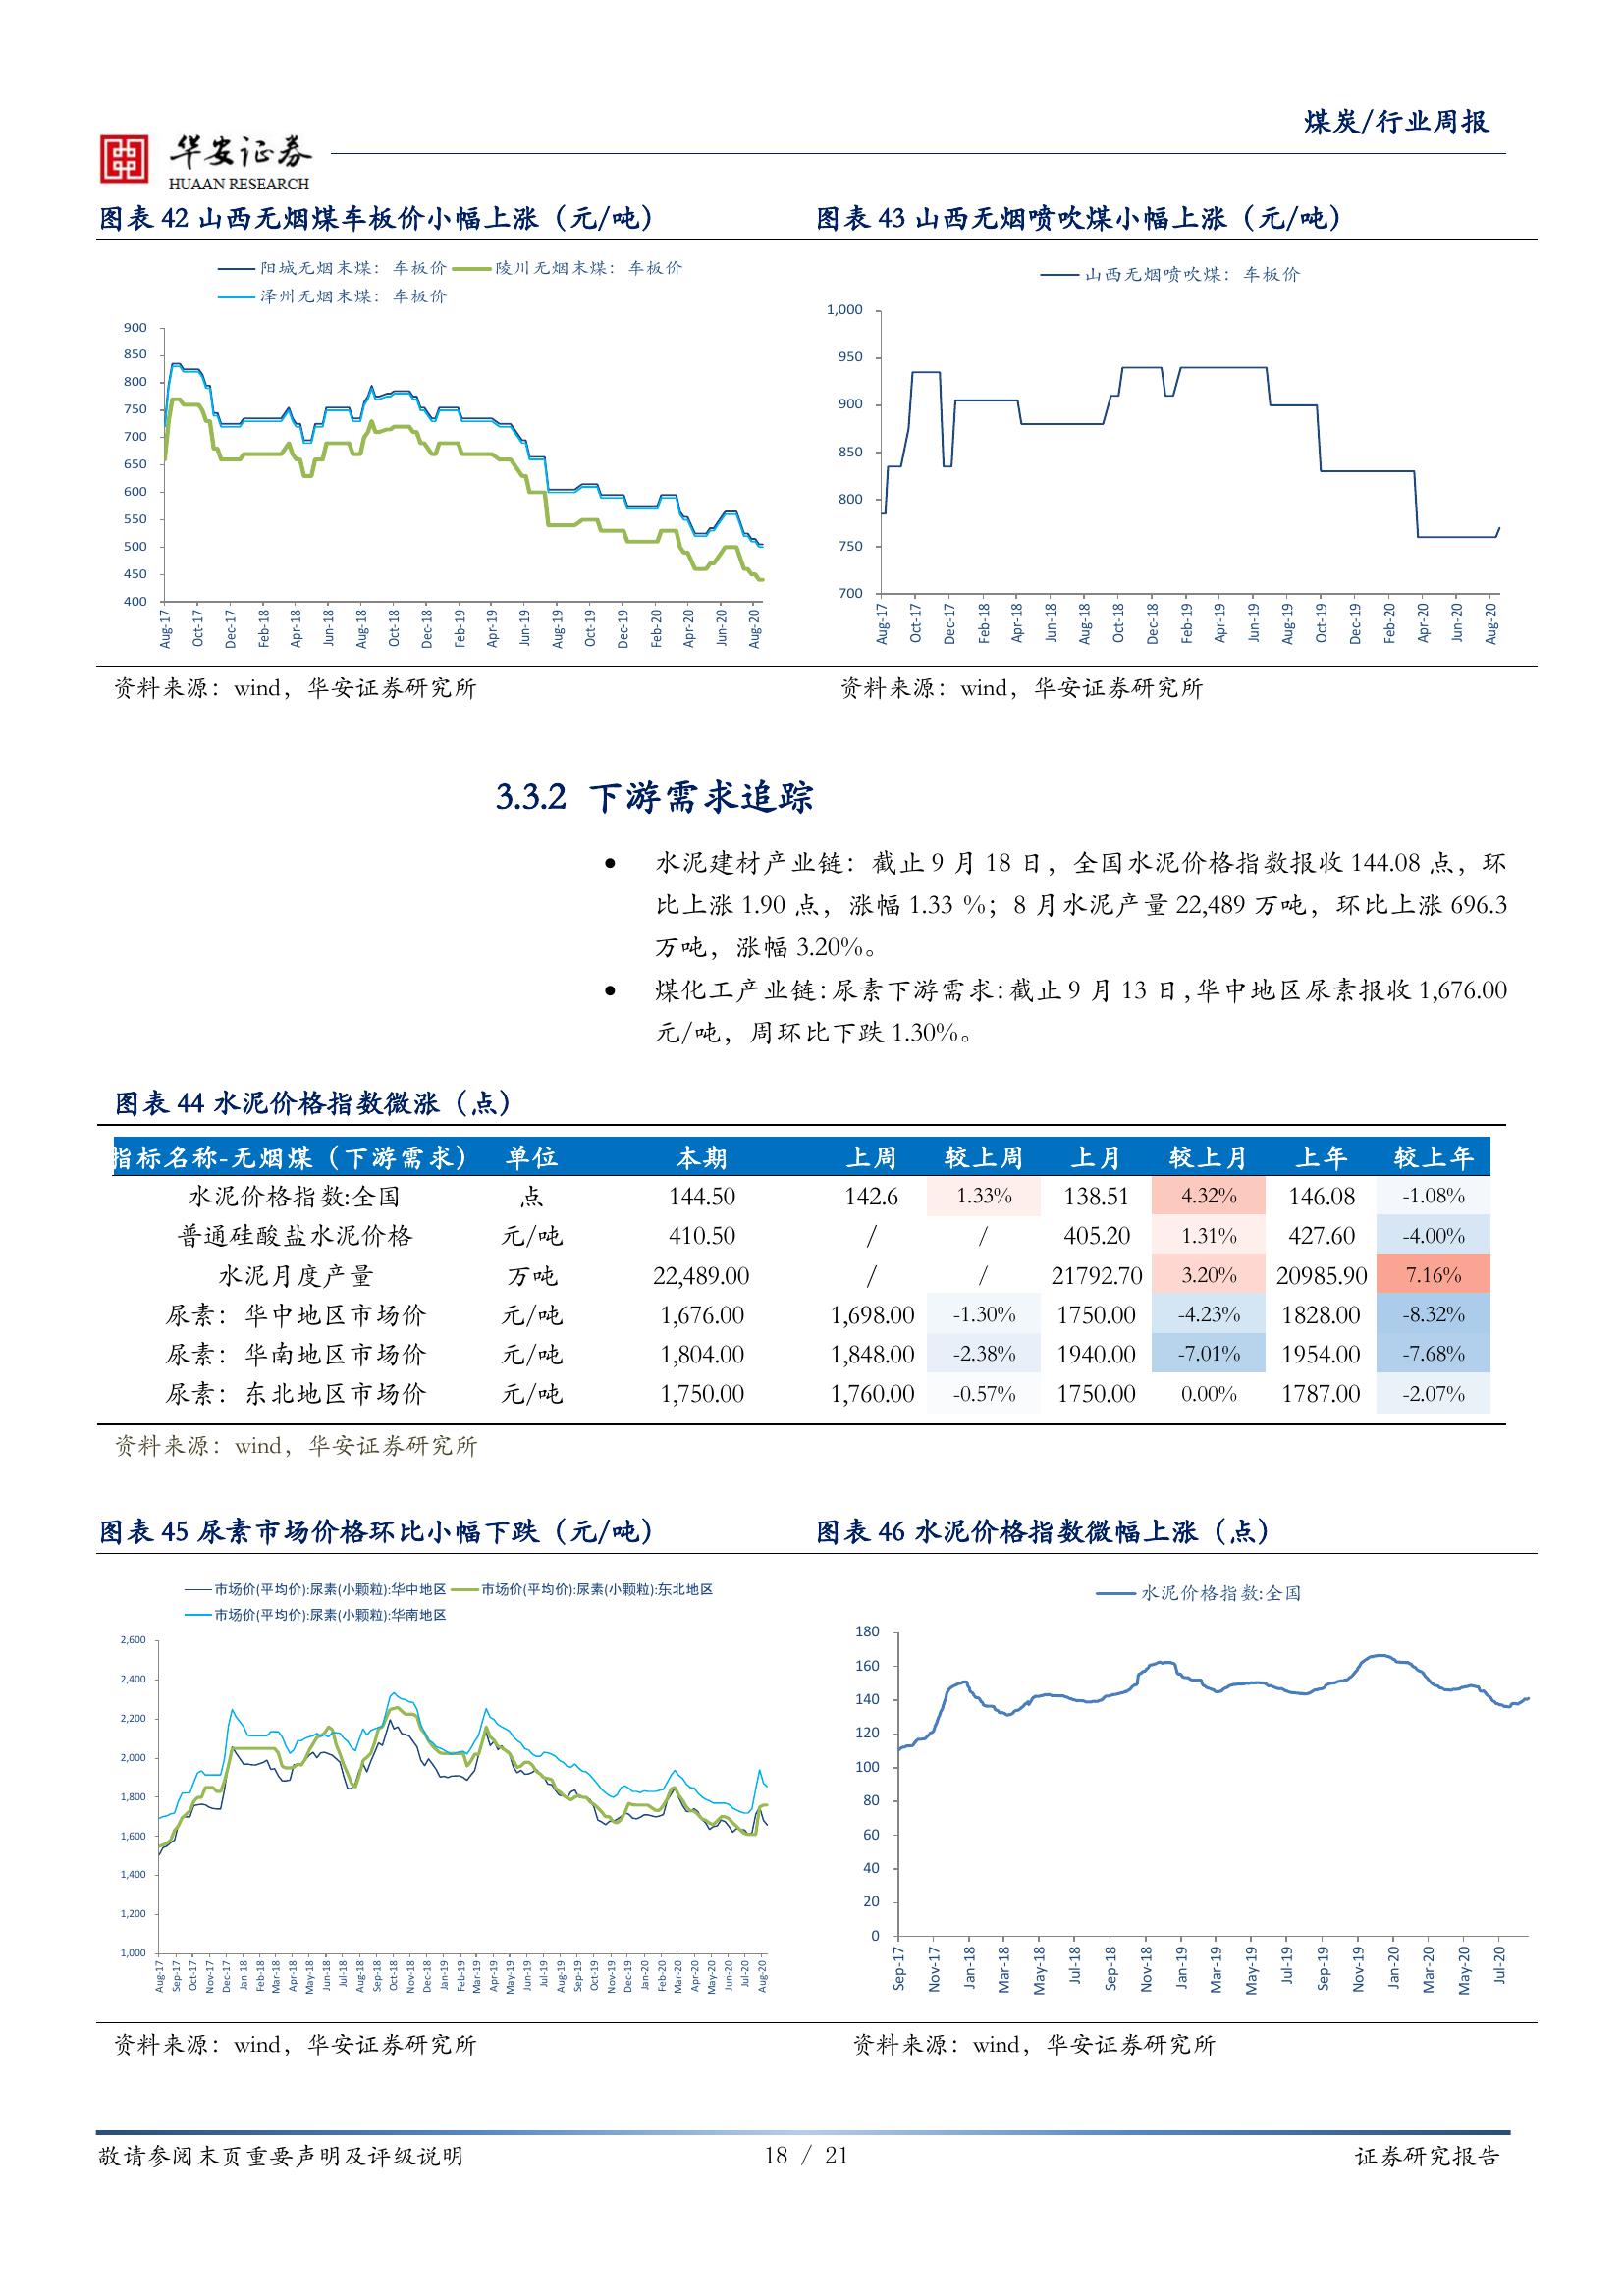 煤炭/行业周报
华安证券
HUAAN RESEARCH
图表 42 山西无烟煤车板价小幅上涨（元/吨）
阳城无烟末煤：车板价
陵川无烟末煤：车板价
泽州无烟末煤：车板价
900
850
800
750
700
650
600
550
500
450
400
Aug-17 Oct-17 Dec-17 Feb-18 Apr-18 Jun-18 Aug-18 Oct-18 Dec-18 Feb-19 Apr-19 Jun-19 Aug-19 Oct-19 Dec-19 Feb-20 Apr-20 Jun-20 Aug-20
资料来源：wind，华安证券研究所
图表 43 山西无烟喷吹煤小幅上涨（元/吨）
山西无烟喷吹煤：车板价
1,000
950
900
850
800
750
700
Aug-17 Oct-17 Dec-17 Feb-18 Apr-18 Jun-18 Aug-18 Oct-18 Dec-18 Feb-19 Apr-19 Jun-19 Aug-19 Oct-19 Dec-19 Feb-20 Apr-20 Jun-20 Aug-20
资料来源：wind，华安证券研究所
3.3.2 下游需求追踪
• 水泥建材产业链：截止 9 月 18 日，全国水泥价格指数报收 144.08 点，环
比上涨 1.90 点，涨幅 1.33 %；8 月水泥产量 22,489 万吨，环比上涨 696.3
万吨，涨幅 3.20%。
• 煤化工产业链:尿素下游需求:截止 9 月 13 日,华中地区尿素报收 1,676.00
元/吨，周环比下跌 1.30%。
图表 44 水泥价格指数微涨（点）
指标名称-无烟煤（下游需求） 单位 本期 上周 较上周 上月 较上月 上年 较上年
水泥价格指数:全国 点 144.50 142.6 1.33% 138.51 4.32% 146.08 -1.08%
普通硅酸盐水泥价格 元/吨 410.50 / / 405.20 1.31% 427.60 -4.00%
水泥月度产量 万吨 22,489.00 / / 21792.70 3.20% 20985.90 7.16%
尿素：华中地区市场价 元/吨 1,676.00 1,698.00 -1.30% 1750.00 -4.23% 1828.00 -8.32%
尿素：华南地区市场价 元/吨 1,804.00 1,848.00 -2.38% 1940.00 -7.01% 1954.00 -7.68%
尿素：东北地区市场价 元/吨 1,750.00 1,760.00 -0.57% 1750.00 0.00% 1787.00 -2.07%
资料来源：wind，华安证券研究所
图表 45 尿素市场价格环比小幅下跌（元/吨）
市场价(平均价):尿素(小颗粒):华中地区
市场价(平均价):尿素(小颗粒):东北地区
市场价(平均价):尿素(小颗粒):华南地区
2,600
2,400
2,200
2,000
1,800
1,600
1,400
1,200
1,000
Aug-17 Sep-17 Oct-17 Nov-17 Dec-17 Jan-18 Feb-18 Mar-18 Apr-18 May-18 Jun-18 Jul-18 Aug-18 Sep-18 Oct-18 Nov-18 Dec-18 Jan-19 Feb-19 Mar-19 Apr-19 May-19 Jun-19 Jul-19 Aug-19 Sep-19 Oct-19 Nov-19 Dec-19 Jan-20 Feb-20 Mar-20 Apr-20 May-20 Jun-20 Jul-20 Aug-20
资料来源：wind，华安证券研究所
图表 46 水泥价格指数微幅上涨（点）
水泥价格指数:全国
180
160
140
120
100
80
60
40
20
0
Sep-17 Nov-17 Jan-18 Mar-18 May-18 Jul-18 Sep-18 Nov-18 Jan-19 Mar-19 May-19 Jul-19 Sep-19 Nov-19 Jan-20 Mar-20 May-20 Jul-20
资料来源：wind，华安证券研究所
敬请参阅末页重要声明及评级说明
18 / 21
证券研究报告